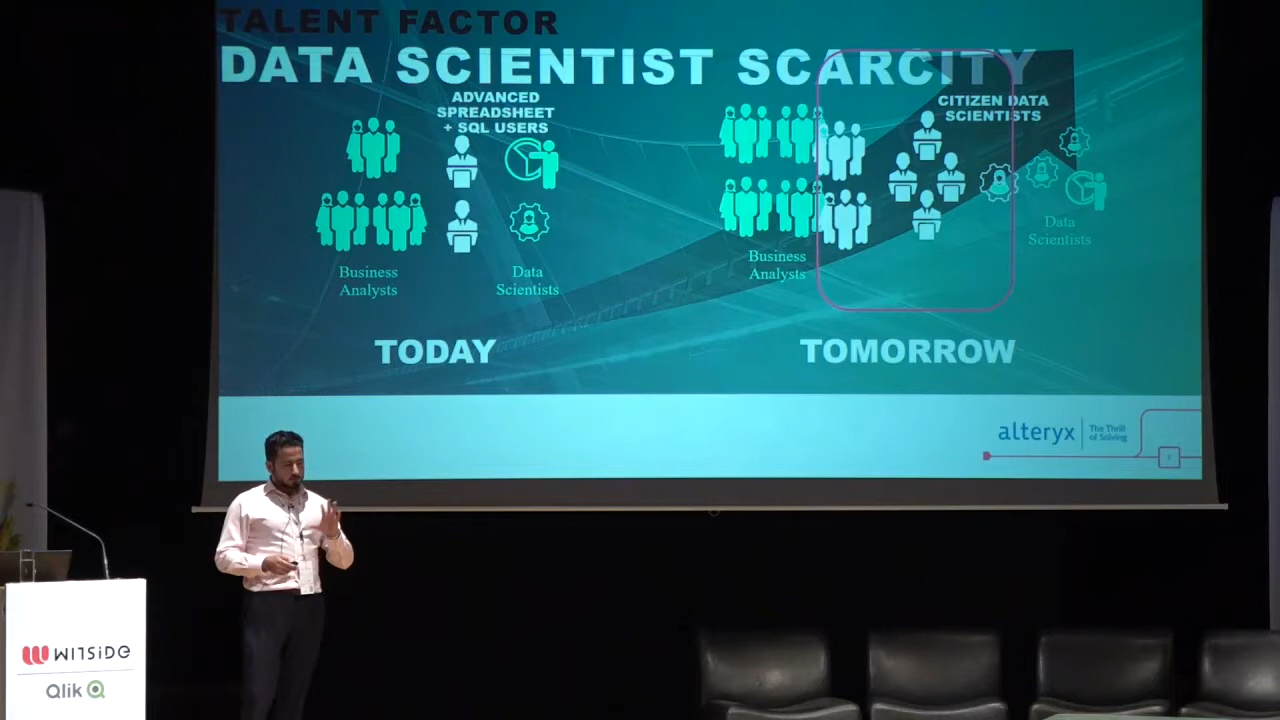 TALENT FACTOR
DATA SCIENTIST SCARCITY
ADVANCED
SPREADSHEET
+ SQL USERS
Business
Analysts
Data
Scientists
TODAY
CITIZEN DATA
SCIENTISTS
Business
Analysts
Data
Scientists
TOMORROW
alteryx
The Thrill
of Solving
WITSIDE
Qlik